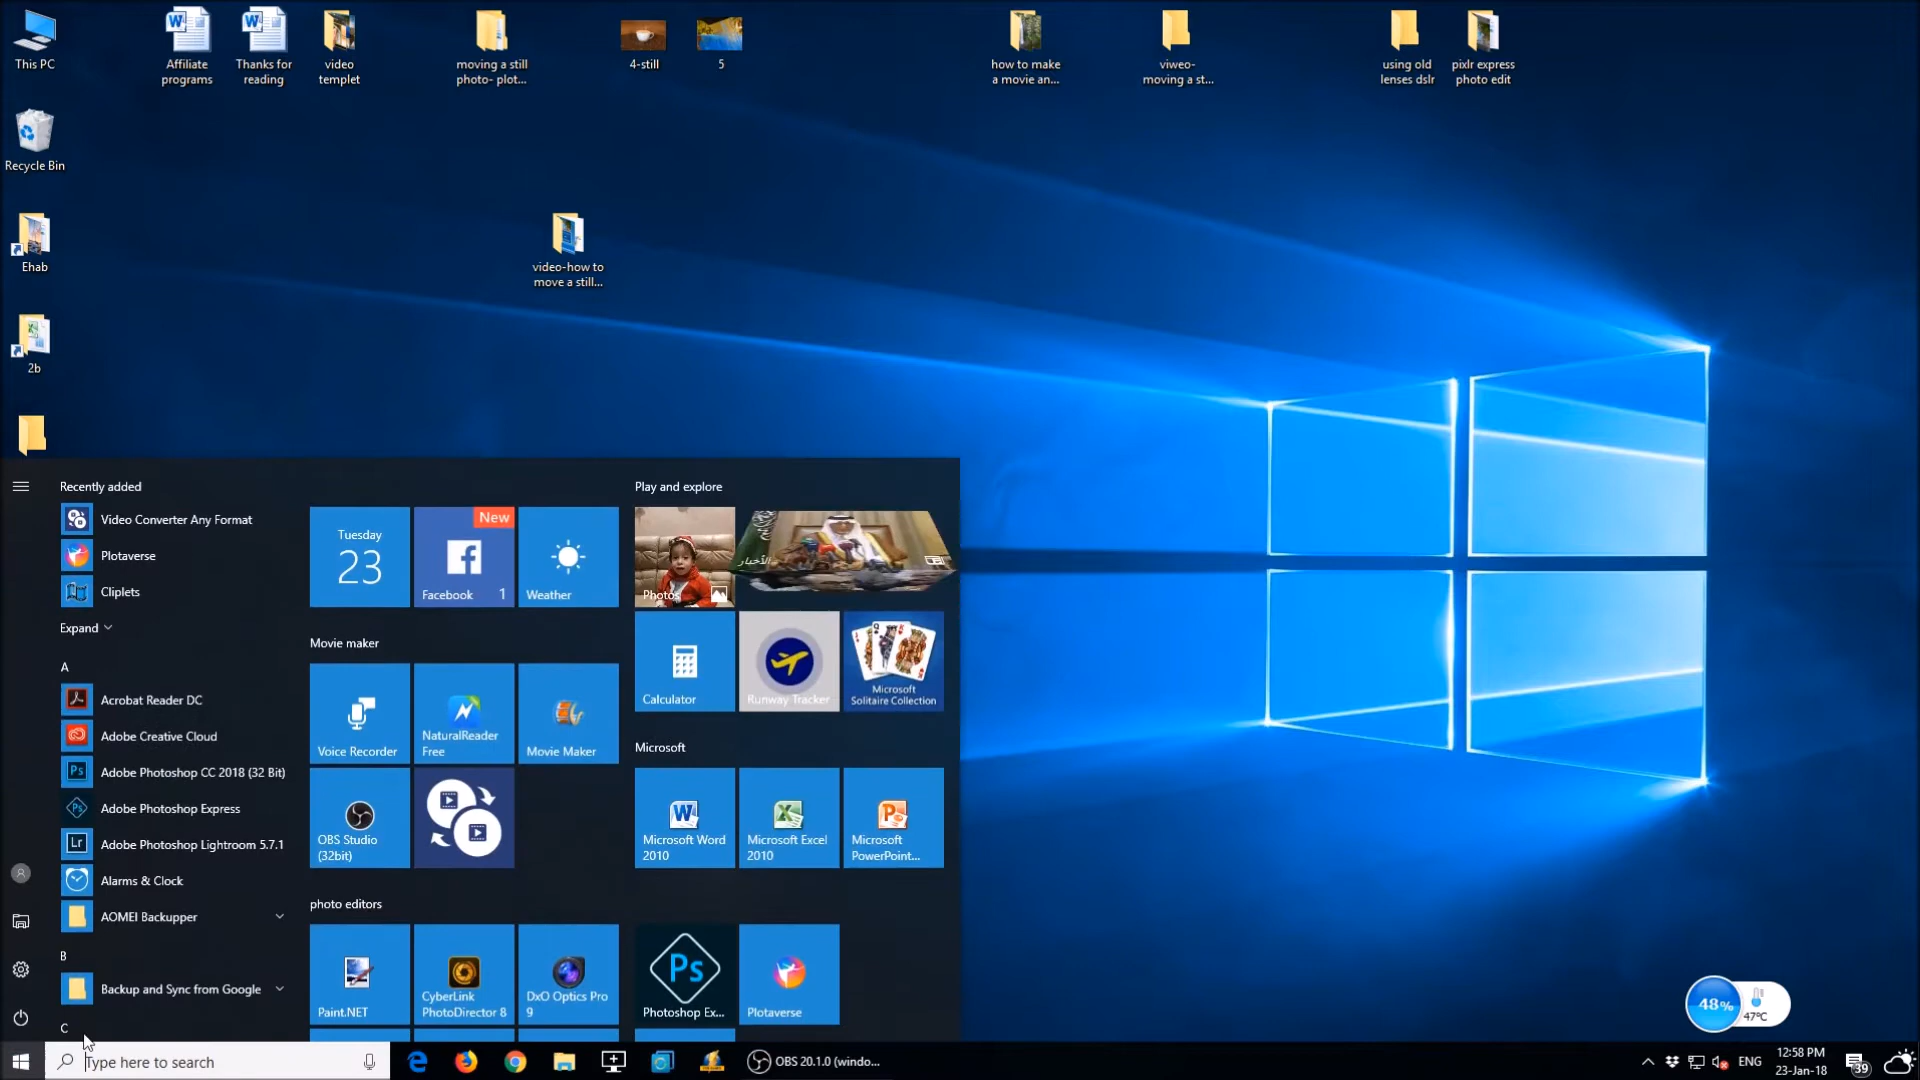 This PC
Affiliate
programs
Thanks for
reading
video
templet
moving a still
photo- plot...
4-still
5
how to make
a movie an...
viweo-
moving a st...
using old
lenses dslr
pixlr express
photo edit
Recycle Bin
Ehab
video-how to
move a still...
2b
Recently added
Video Converter Any Format
Plotaverse
Cliplets
Expand
A
Acrobat Reader DC
Adobe Creative Cloud
Adobe Photoshop CC 2018 (32 Bit)
Adobe Photoshop Express
Adobe Photoshop Lightroom 5.7.1
Alarms & Clock
AOMEI Backupper
B
Backup and Sync from Google
C
Tuesday
23
New
Facebook 1
Weather
Movie maker
Voice Recorder
NaturalReader
Free
Movie Maker
OBS Studio
(32bit)
photo editors
Paint.NET
CyberLink
PhotoDirector 8
DxO Optics Pro
9
Play and explore
Photos
الأخبار
Calculator
Runway Tracker
Microsoft
Solitaire Collection
Microsoft
Microsoft Word
2010
Microsoft Excel
2010
Microsoft
PowerPoint...
Ps
Photoshop Ex...
Plotaverse
48%
47°C
Type here to search
OBS 20.1.0 (windo...
ENG
12:58 PM
23-Jan-18
39